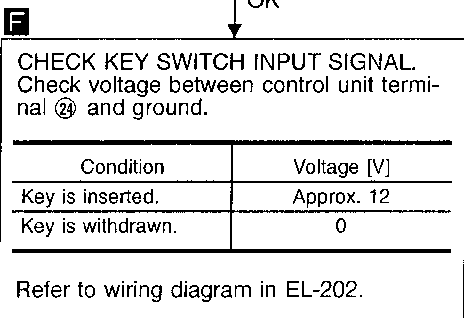 OK
F
CHECK KEY SWITCH INPUT SIGNAL.
Check voltage between control unit termi-
nal ㉔ and ground.
Condition Voltage [V]
Key is inserted. Approx. 12
Key is withdrawn. 0
Refer to wiring diagram in EL-202.